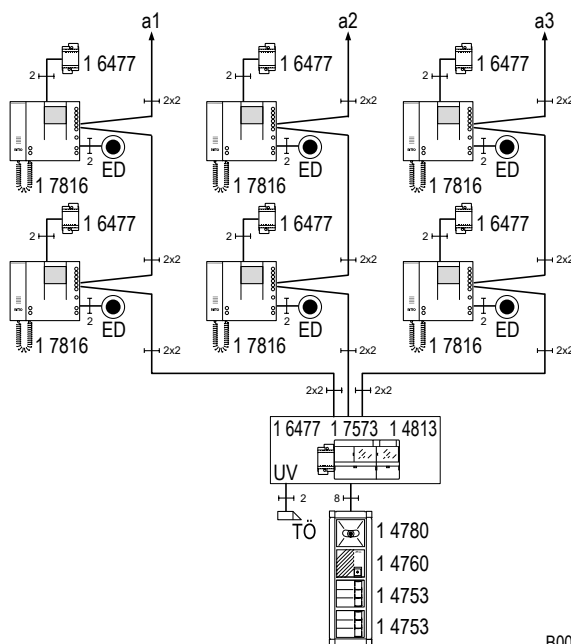 a1 a2 a3
1 6477 1 6477 1 6477
2 2 2
2x2 2x2 2x2
2 2 2
ED ED ED
1 7816 1 7816 1 7816
1 6477 1 6477 1 6477
2 2 2
2x2 2x2 2x2
2 2 2
ED ED ED
1 7816 1 7816 1 7816
2x2 2x2 2x2
2x2 2x2
1 6477 1 7573 1 4813
UV
2 8
TÖ
1 4780
1 4760
1 4753
1 4753